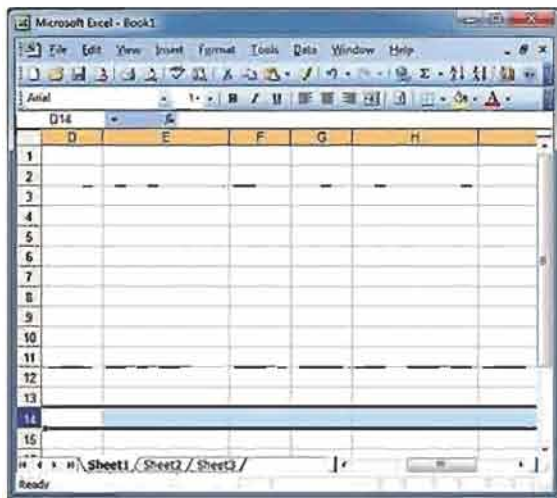 Microsoft Excel - Book1
File Edit View Insert Format Tools Data Window Help
Arial
D14
D E F G H
1
2
3
4
5
6
7
8
9
10
11
12
13
14
15
Sheet1 / Sheet2 / Sheet3 /
Ready